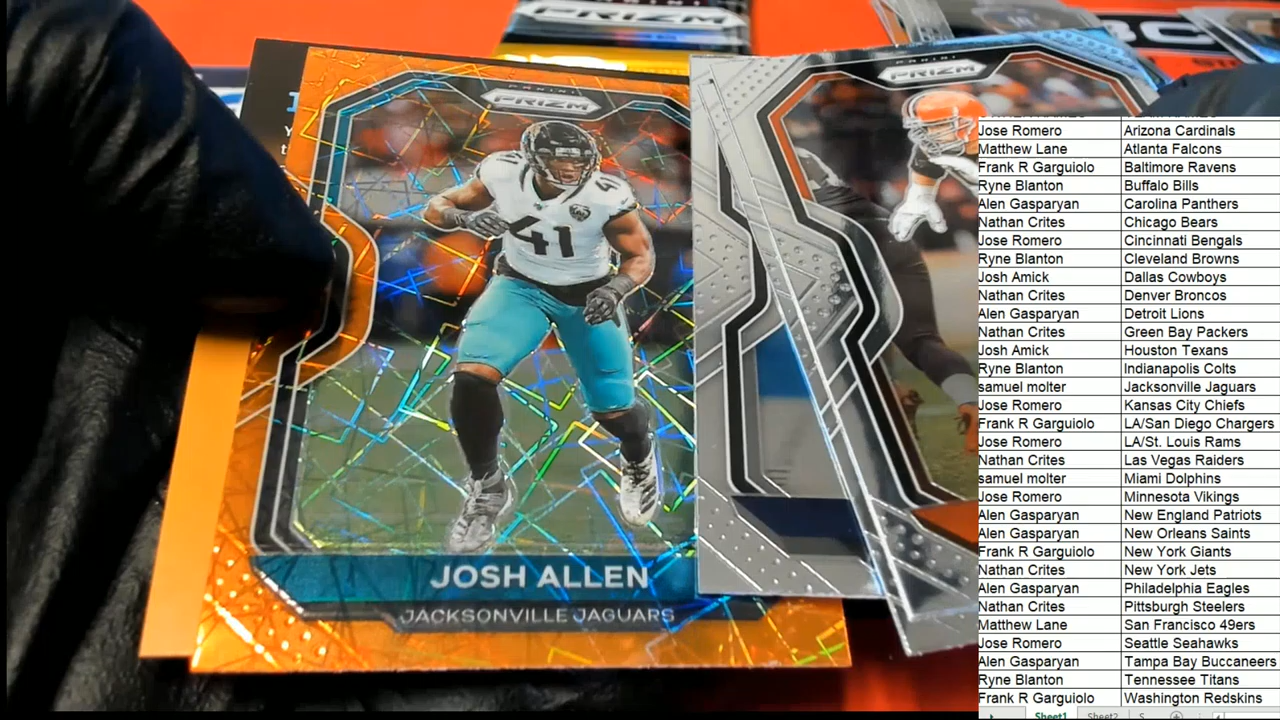 PANINI
PRIZM
41
41
JOSH ALLEN
JACKSONVILLE JAGUARS
PANINI
PRIZM
PRIZM
Jose Romero Arizona Cardinals
Matthew Lane Atlanta Falcons
Frank R Garguiolo Baltimore Ravens
Ryne Blanton Buffalo Bills
Alen Gasparyan Carolina Panthers
Nathan Crites Chicago Bears
Jose Romero Cincinnati Bengals
Ryne Blanton Cleveland Browns
Josh Amick Dallas Cowboys
Nathan Crites Denver Broncos
Alen Gasparyan Detroit Lions
Nathan Crites Green Bay Packers
Josh Amick Houston Texans
Ryne Blanton Indianapolis Colts
samuel molter Jacksonville Jaguars
Jose Romero Kansas City Chiefs
Frank R Garguiolo LA/San Diego Chargers
Jose Romero LA/St. Louis Rams
Nathan Crites Las Vegas Raiders
samuel molter Miami Dolphins
Jose Romero Minnesota Vikings
Alen Gasparyan New England Patriots
Alen Gasparyan New Orleans Saints
Frank R Garguiolo New York Giants
Nathan Crites New York Jets
Alen Gasparyan Philadelphia Eagles
Nathan Crites Pittsburgh Steelers
Matthew Lane San Francisco 49ers
Jose Romero Seattle Seahawks
Alen Gasparyan Tampa Bay Buccaneers
Ryne Blanton Tennessee Titans
Frank R Garguiolo Washington Redskins
Sheet1 Sheet2 S